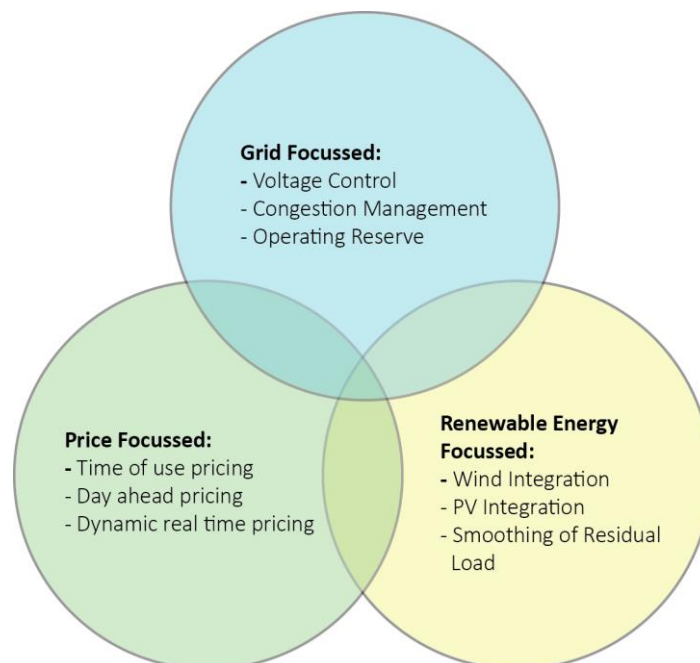 Grid Focussed:
- Voltage Control
- Congestion Management
- Operating Reserve
Price Focussed:
- Time of use pricing
- Day ahead pricing
- Dynamic real time pricing
Renewable Energy
Focussed:
- Wind Integration
- PV Integration
- Smoothing of Residual
Load